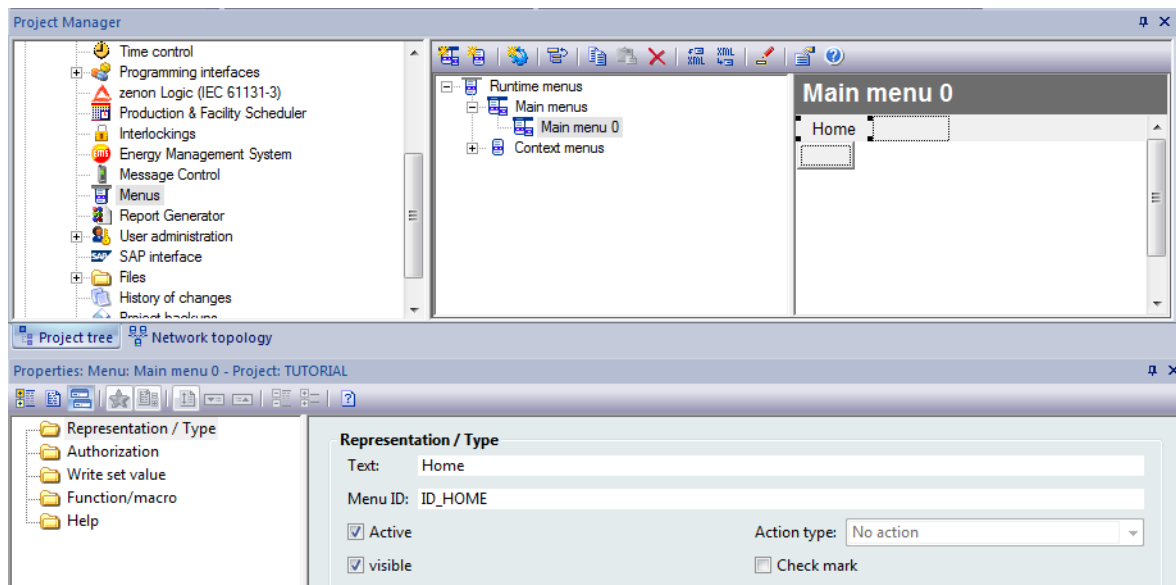 Project Manager
Time control
Programming interfaces
zenon Logic (IEC 61131-3)
Production & Facility Scheduler
Interlockings
Energy Management System
Message Control
Menus
Report Generator
User administration
SAP interface
Files
History of changes
Project backups
Runtime menus
Main menus
Main menu 0
Context menus
Main menu 0
Home
Project tree
Network topology
Properties: Menu: Main menu 0 - Project: TUTORIAL
Representation / Type
Authorization
Write set value
Function/macro
Help
Representation / Type
Text: Home
Menu ID: ID_HOME
Active
Action type: No action
visible
Check mark